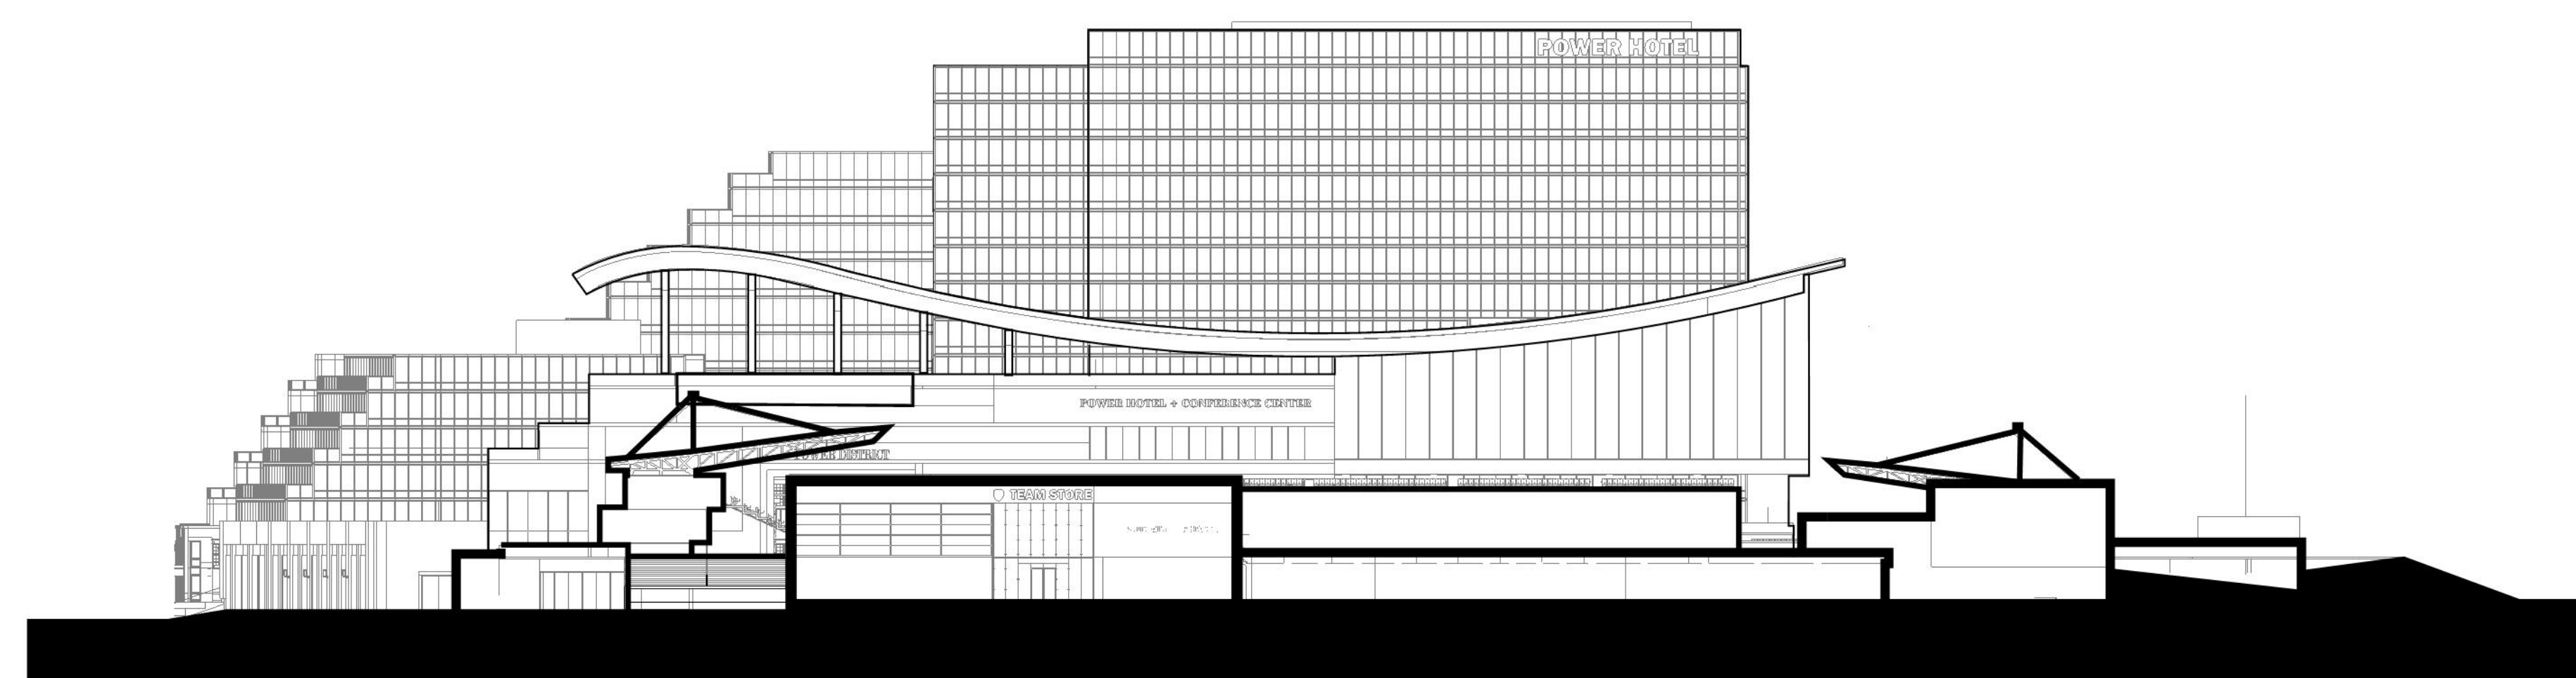 POWER HOTEL
POWER HOTEL + CONFERENCE CENTER
POWER DISTRICT
TEAM STORE